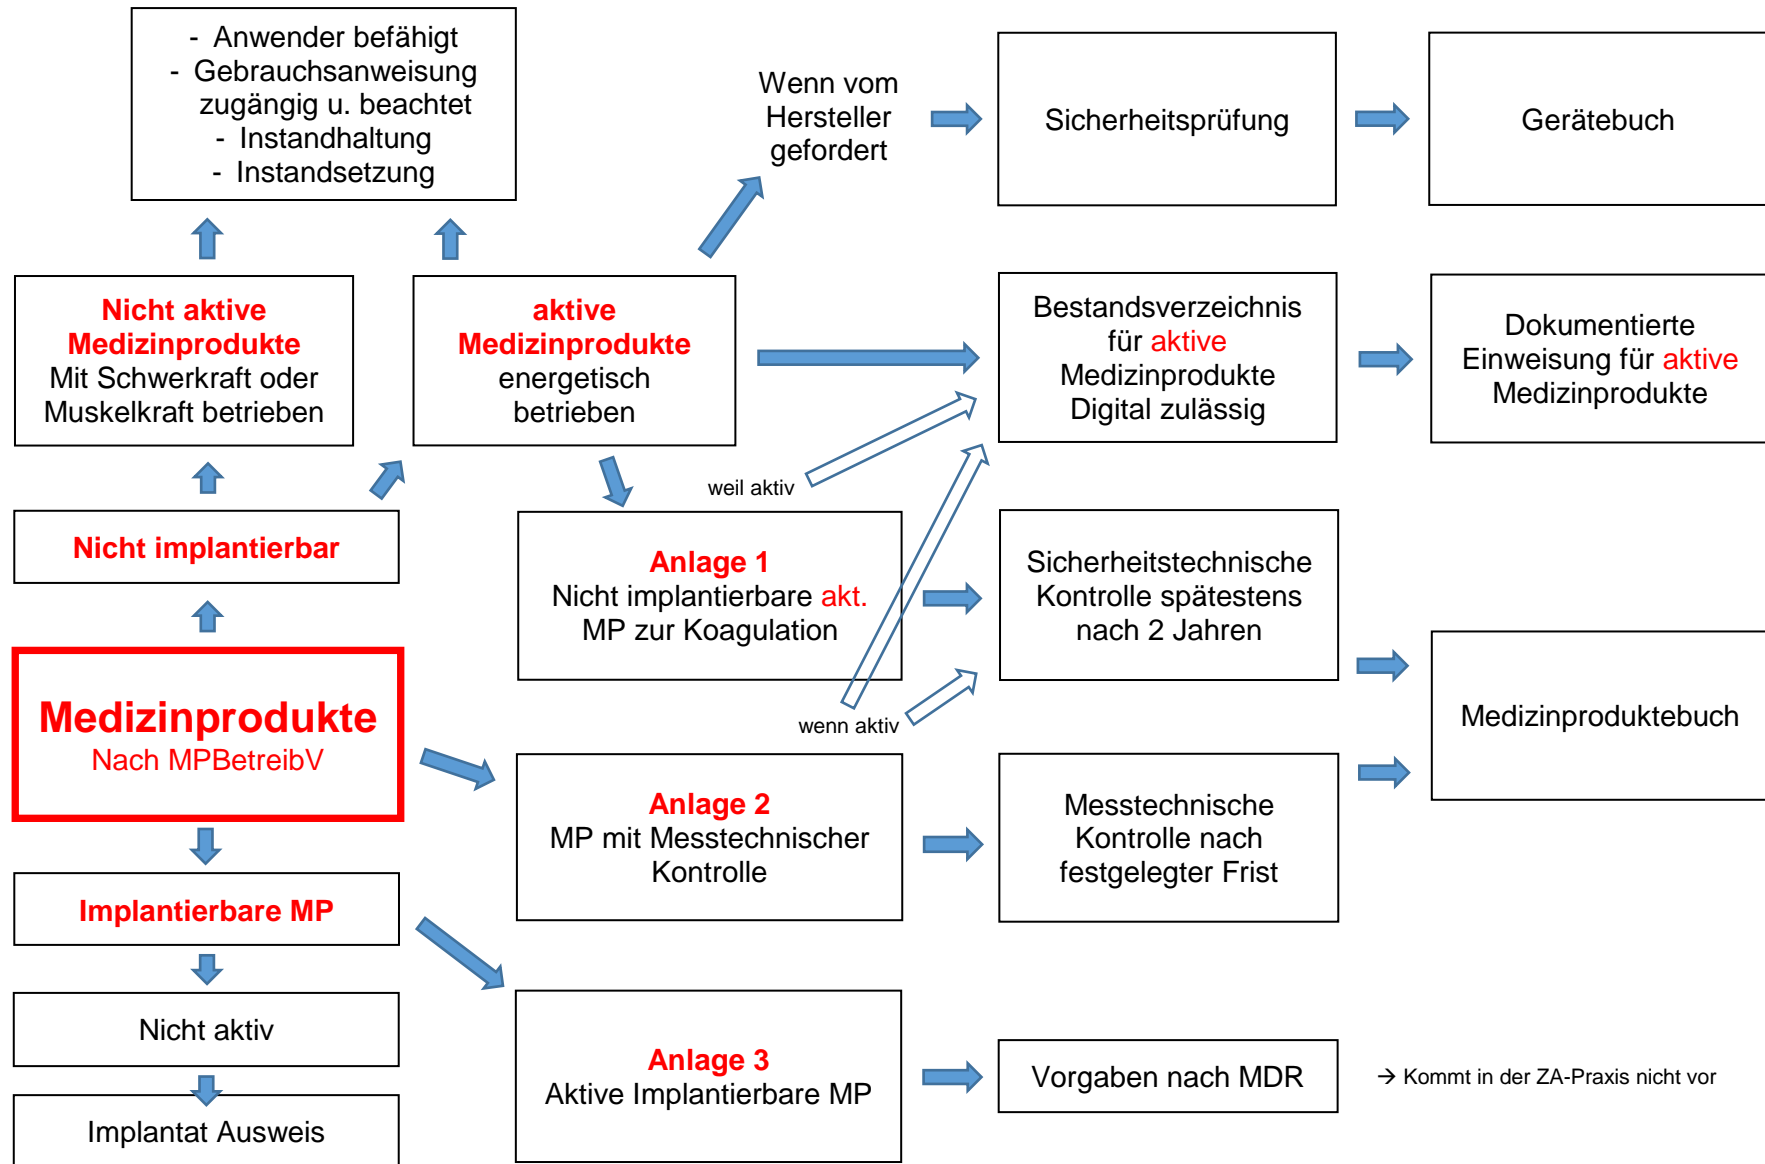 - Anwender befähigt
- Gebrauchsanweisung
zugängig u. beachtet
- Instandhaltung
- Instandsetzung
Wenn vom
Hersteller
gefordert
Sicherheitsprüfung
Gerätebuch
Nicht aktive
Medizinprodukte
Mit Schwerkraft oder
Muskelkraft betrieben
aktive
Medizinprodukte
energetisch
betrieben
Bestandsverzeichnis
für aktive
Medizinprodukte
Digital zulässig
Dokumentierte
Einweisung für aktive
Medizinprodukte
weil aktiv
Nicht implantierbar
Anlage 1
Nicht implantierbare akt.
MP zur Koagulation
Sicherheitstechnische
Kontrolle spätestens
nach 2 Jahren
Medizinprodukte
Nach MPBetreibV
wenn aktiv
Medizinproduktebuch
Anlage 2
MP mit Messtechnischer
Kontrolle
Messtechnische
Kontrolle nach
festgelegter Frist
Implantierbare MP
Nicht aktiv
Implantat Ausweis
Anlage 3
Aktive Implantierbare MP
Vorgaben nach MDR
→ Kommt in der ZA-Praxis nicht vor